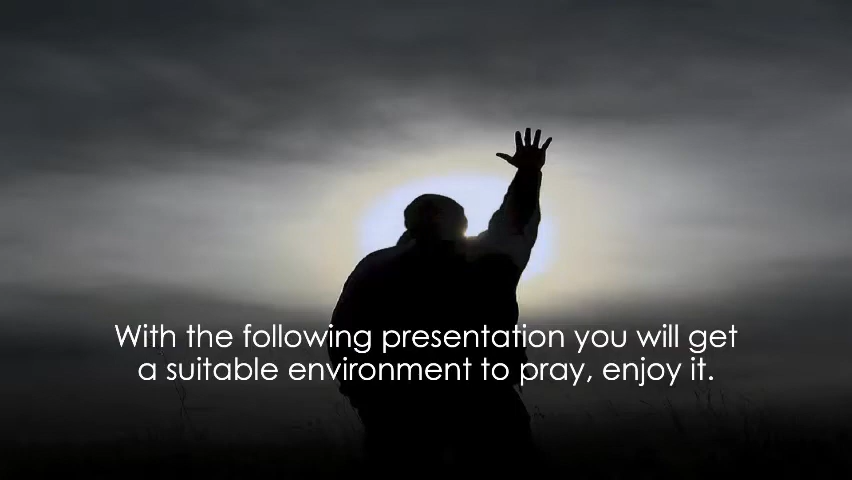 With the following presentation you will get
a suitable environment to pray, enjoy it.